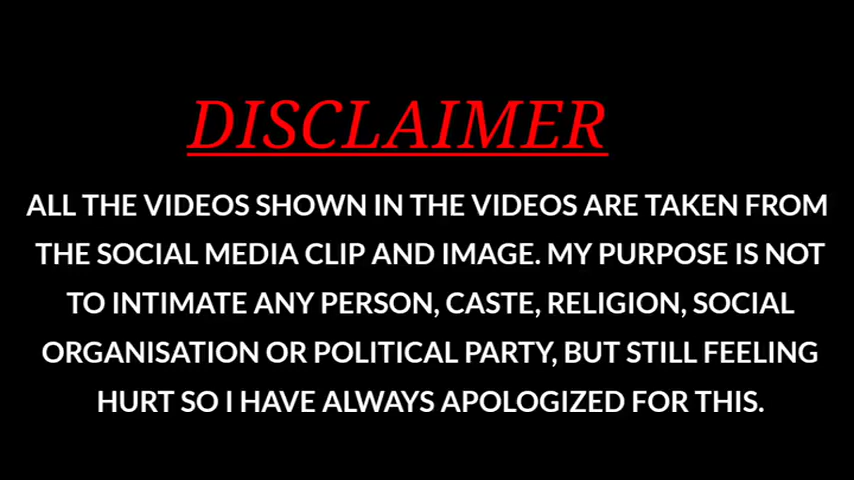 DISCLAIMER
ALL THE VIDEOS SHOWN IN THE VIDEOS ARE TAKEN FROM
THE SOCIAL MEDIA CLIP AND IMAGE. MY PURPOSE IS NOT
TO INTIMATE ANY PERSON, CASTE, RELIGION, SOCIAL
ORGANISATION OR POLITICAL PARTY, BUT STILL FEELING
HURT SO I HAVE ALWAYS APOLOGIZED FOR THIS.